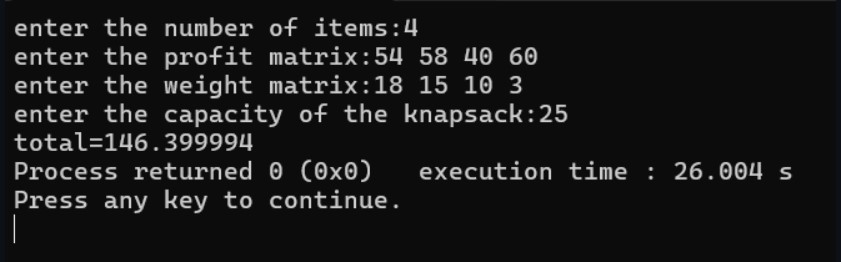 enter the number of items:4
enter the profit matrix:54 58 40 60
enter the weight matrix:18 15 10 3
enter the capacity of the knapsack:25
total=146.399994
Process returned 0 (0x0)   execution time : 26.004 s
Press any key to continue.